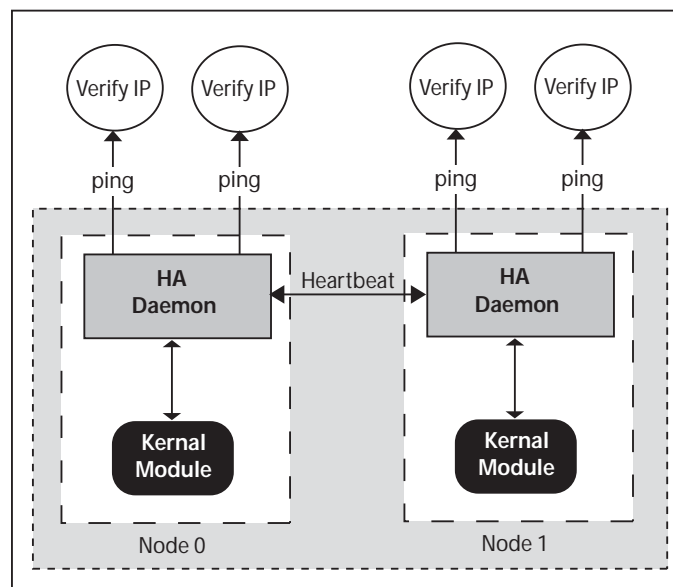 Verify IP
Verify IP
Verify IP
Verify IP
ping
ping
ping
ping
HA
Daemon
Heartbeat
HA
Daemon
Kernal
Module
Kernal
Module
Node 0
Node 1